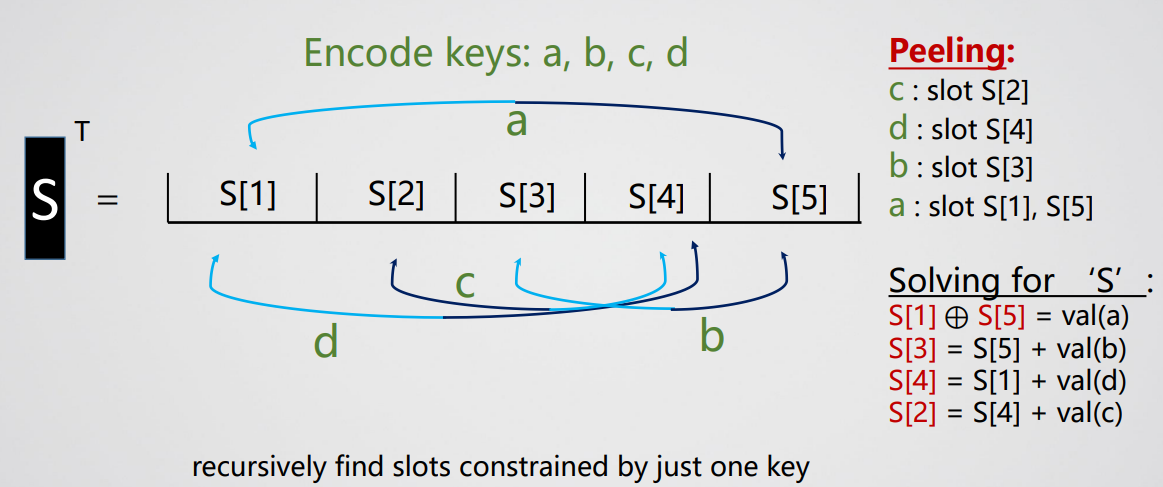 Encode keys: a, b, c, d
a
T
S
=
S[1] S[2] S[3] S[4] S[5]
c
d
b
recursively find slots constrained by just one key
Peeling:
c : slot S[2]
d : slot S[4]
b : slot S[3]
a : slot S[1], S[5]
Solving for ‘S’ :
S[1] ⊕ S[5] = val(a)
S[3] = S[5] + val(b)
S[4] = S[1] + val(d)
S[2] = S[4] + val(c)